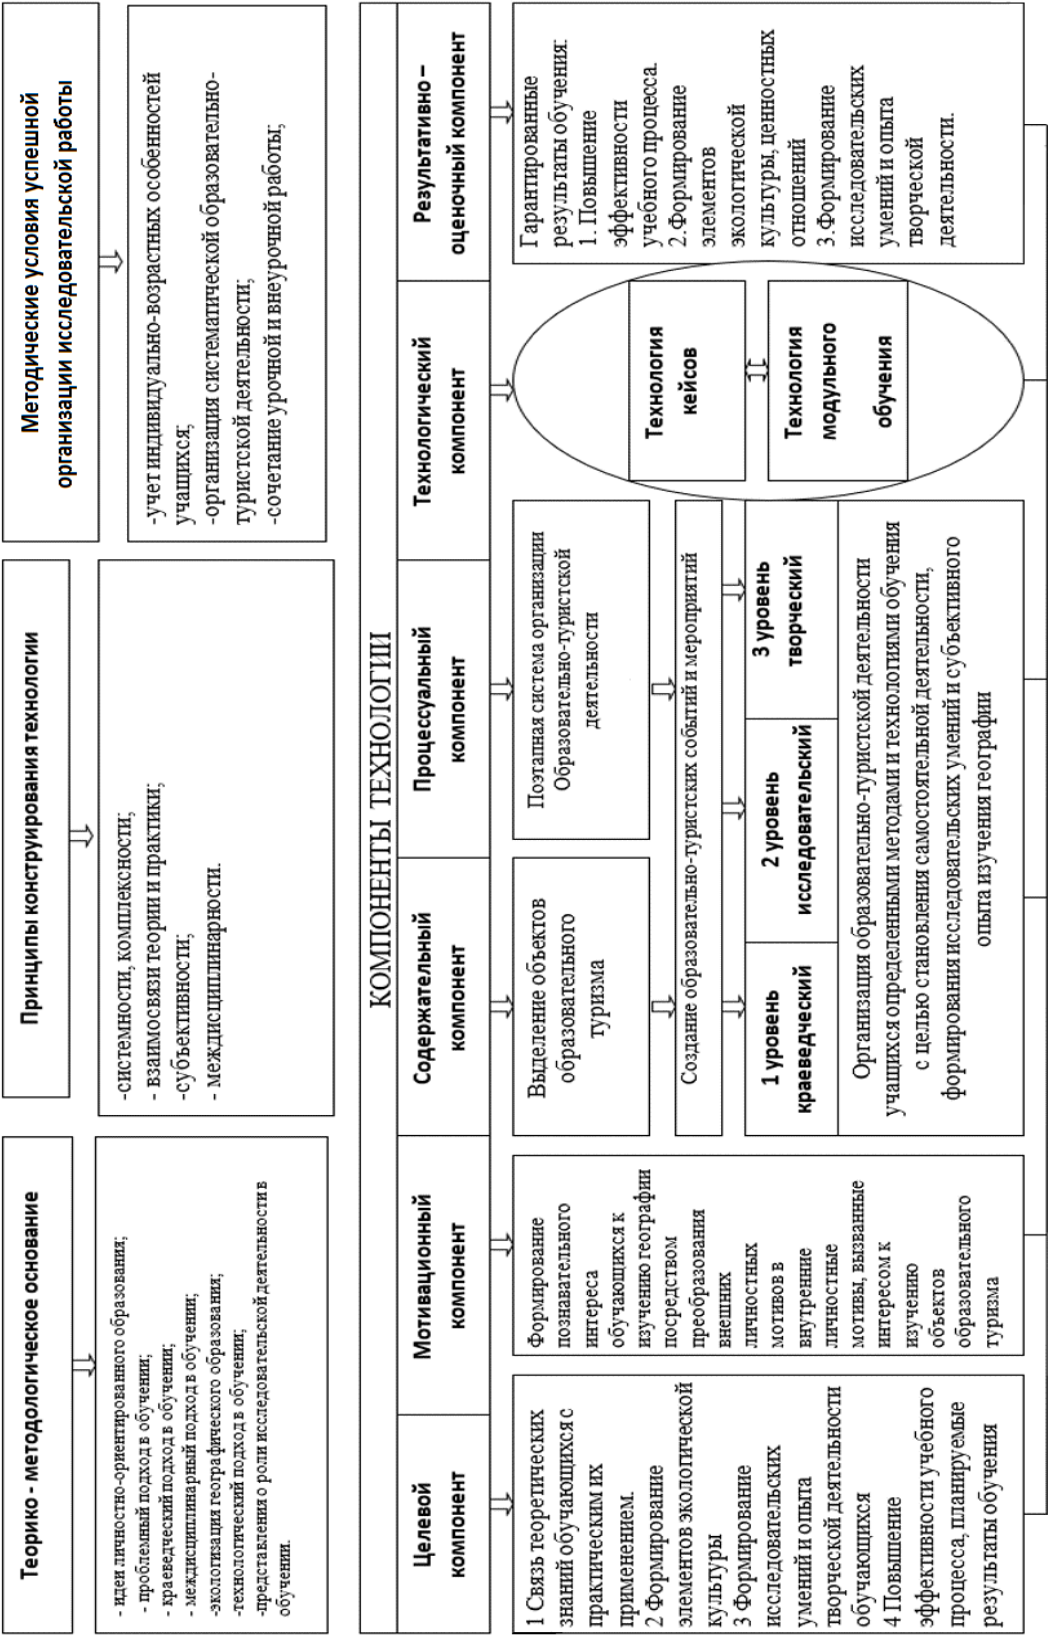 Теорико - методологическое основание
- идеи личностно-ориентированного образования;
- проблемный подход в обучении;
- краеведческий подход в обучении;
- междисциплинарный подход в обучении;
-экологизация географического образования;
-технологический подход в обучении;
-представления о роли исследовательской деятельности в
обучении.
Принципы конструирования технологии
-системности, комплексности;
- взаимосвязи теории и практики;
-субъективности;
- междисциплинарности.
Методические условия успешной
организации исследовательской работы
-учет индивидуально-возрастных особенностей
учащихся;
-организация систематической образовательно-
туристской деятельности;
-сочетание урочной и внеурочной работы;
КОМПОНЕНТЫ ТЕХНОЛОГИИ
Целевой
компонент
Мотивационный
компонент
Содержательный
компонент
Процессуальный
компонент
Технологический
компонент
Результативно –
оценочный компонент
1 Связь теоретических
знаний обучающихся с
практическим их
применением.
2 Формирование
элементов экологической
культуры
3 Формирование
исследовательских
умений и опыта
творческой деятельности
обучающихся
4 Повышение
эффективности учебного
процесса, планируемые
результаты обучения
Формирование
познавательного
интереса
обучающихся к
изучению географии
посредством
преобразования
внешних
личностных
мотивов в
внутренние
личностные
мотивы, вызванные
интересом к
изучению
объектов
образовательного
туризма
Выделение объектов
образовательного
туризма
Поэтапная система организации
Образовательно-туристской
деятельности
Создание образовательно-туристских событий и мероприятий
1 уровень
краеведческий
2 уровень
исследовательский
3 уровень
творческий
Организация образовательно-туристской деятельности
учащихся определенными методами и технологиями обучения
с целью становления самостоятельной деятельности,
формирования исследовательских умений и субъективного
опыта изучения географии
Технология
кейсов
Технология
модульного
обучения
Гарантированные
результаты обучения:
1. Повышение
эффективности
учебного процесса.
2.Формирование
элементов
экологической
культуры, ценностных
отношений
3.Формирование
исследовательских
умений и опыта
творческой
деятельности.